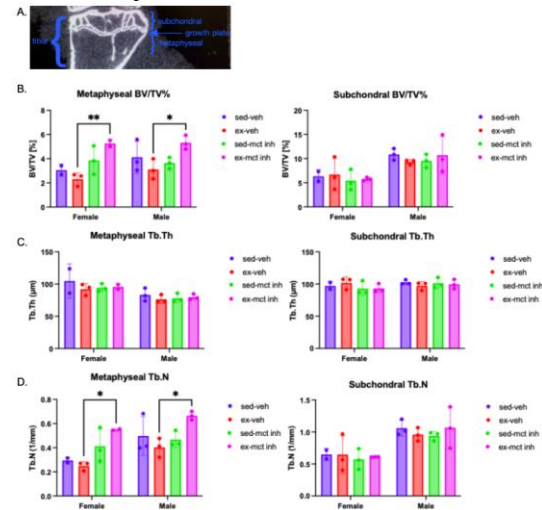 A.
subchondral
growth plate
metaphyseal
tibia
B.
Metaphyseal BV/TV%
BV/TV [%]
8
6
4
2
0
**
*
Female
Male
sed-veh
ex-veh
sed-mct inh
ex-mct inh
Subchondral BV/TV%
BV/TV [%]
20
15
10
5
0
Female
Male
sed-veh
ex-veh
sed-mct inh
ex-mct inh
C.
Metaphyseal Tb.Th
Tb.Th (μm)
150
100
50
0
Female
Male
sed-veh
ex-veh
sed-mct inh
ex-mct inh
Subchondral Tb.Th
Tb.Th (μm)
150
100
50
0
Female
Male
sed-veh
ex-veh
sed-mct inh
ex-mct inh
D.
Metaphyseal Tb.N
Tb.N (1/mm)
0.8
0.6
0.4
0.2
0.0
*
*
Female
Male
sed-veh
ex-veh
sed-mct inh
ex-mct inh
Subchondral Tb.N
Tb.N (1/mm)
1.5
1.0
0.5
0.0
Female
Male
sed-veh
ex-veh
sed-mct inh
ex-mct inh